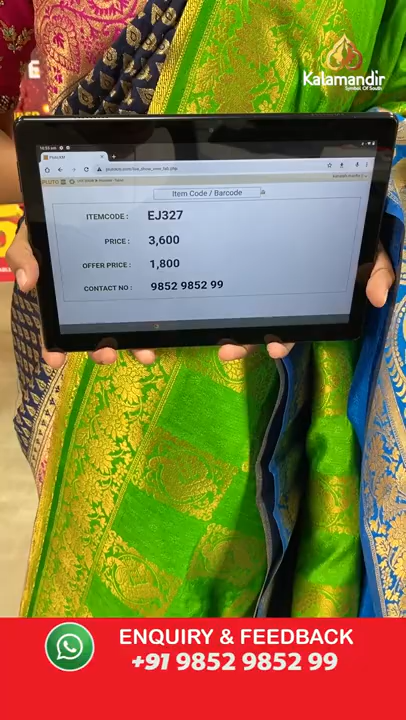 Kalamandir
Symbol Of South
Item Code / Barcode
ITEMCODE : EJ327
PRICE : 3,600
OFFER PRICE : 1,800
CONTACT NO : 9852 9852 99
ENQUIRY & FEEDBACK
+91 9852 9852 99